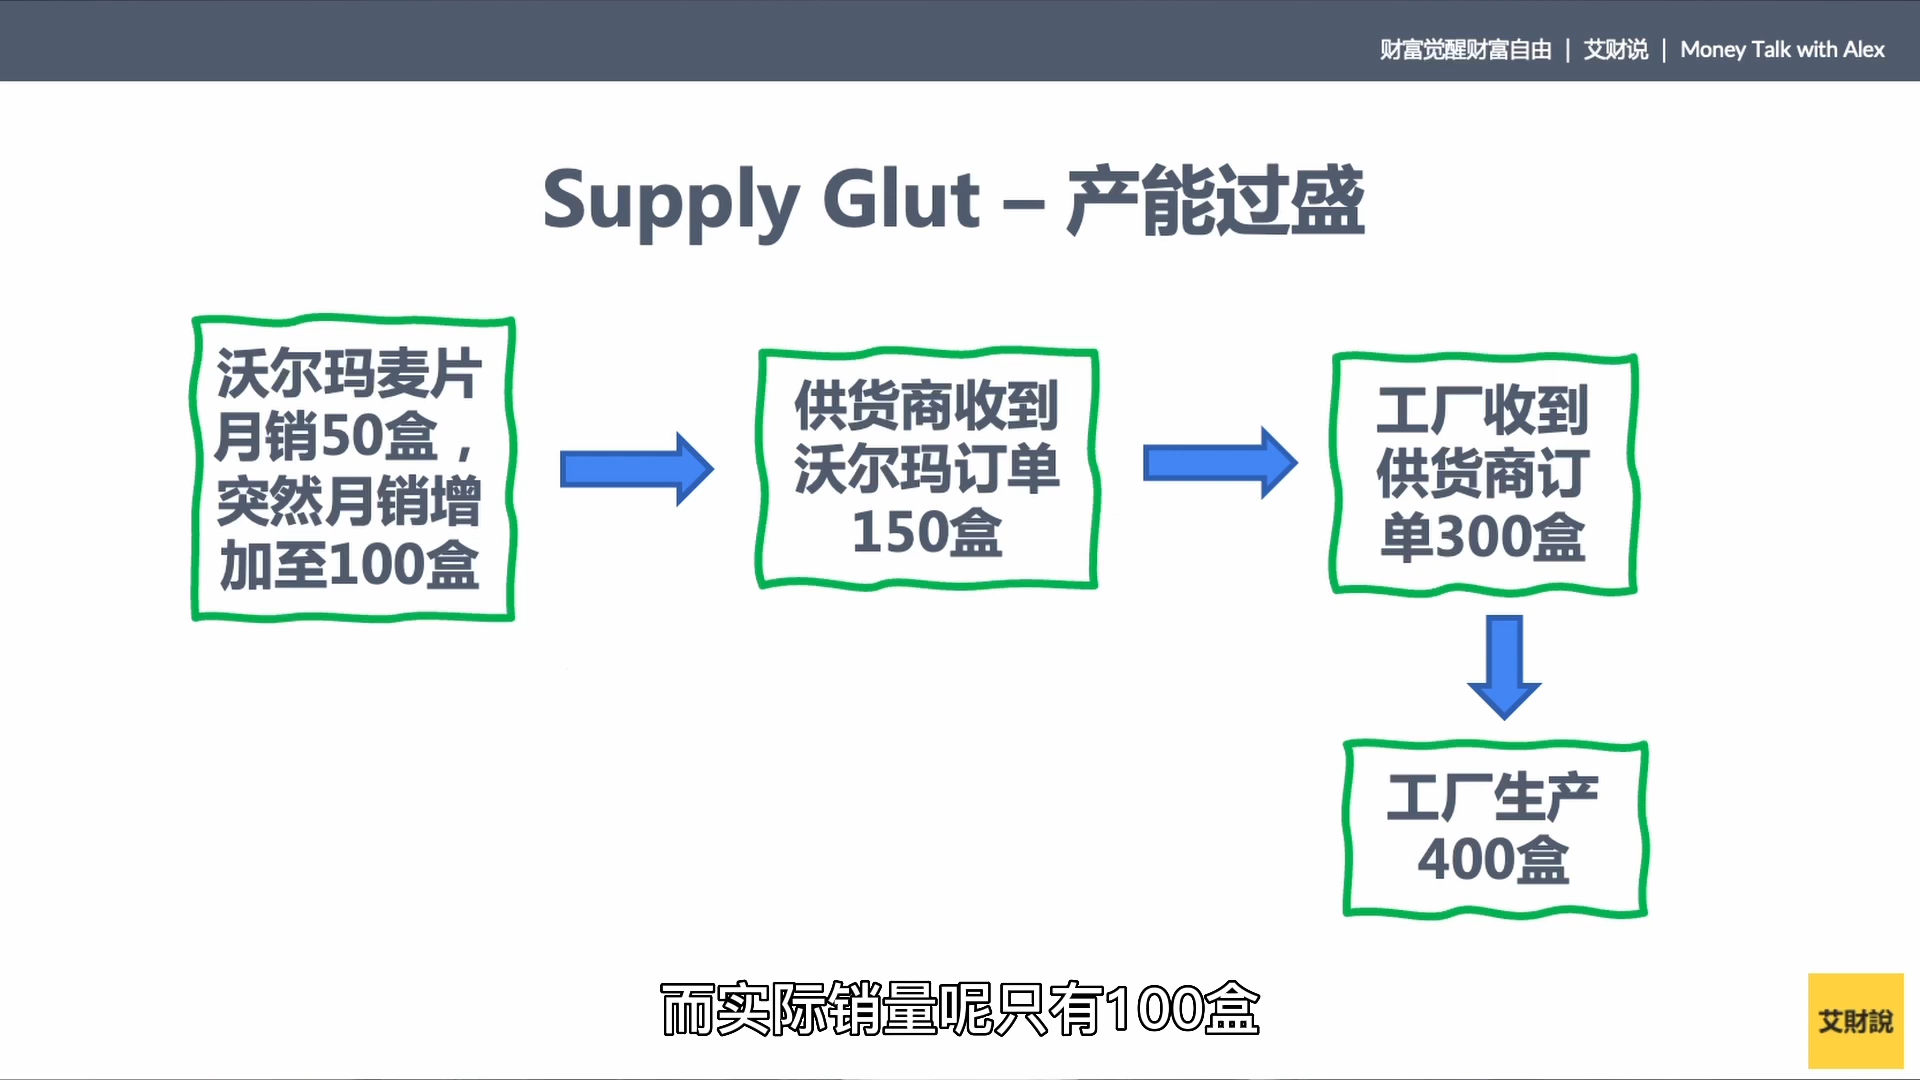 财富觉醒财富自由 | 艾财说 | Money Talk with Alex
Supply Glut – 产能过盛
沃尔玛麦片
月销50盒，
突然月销增
加至100盒
供货商收到
沃尔玛订单
150盒
工厂收到
供货商订
单300盒
工厂生产
400盒
而实际销量呢只有100盒
艾財說